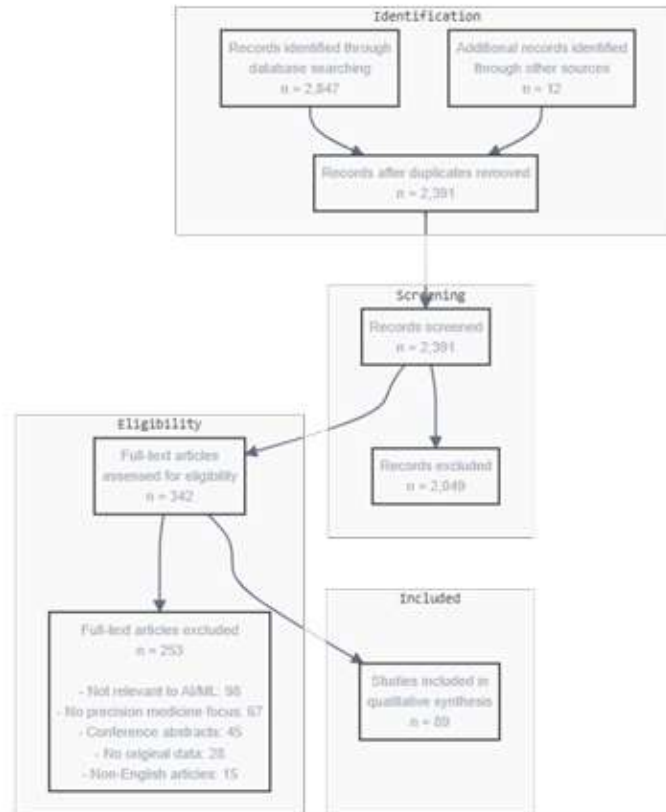 Identification
Records identified through
database searching
n = 2,847
Additional records identified
through other sources
n = 12
Records after duplicates removed
n = 2,391
Screening
Records screened
n = 2,391
Records excluded
n = 2,049
Eligibility
Full-text articles
assessed for eligibility
n = 342
Full-text articles excluded
n = 253
- Not relevant to AI/ML: 98
- No precision medicine focus: 67
- Conference abstracts: 45
- No original data: 28
- Non-English articles: 15
Included
Studies included in
qualitative synthesis
n = 89